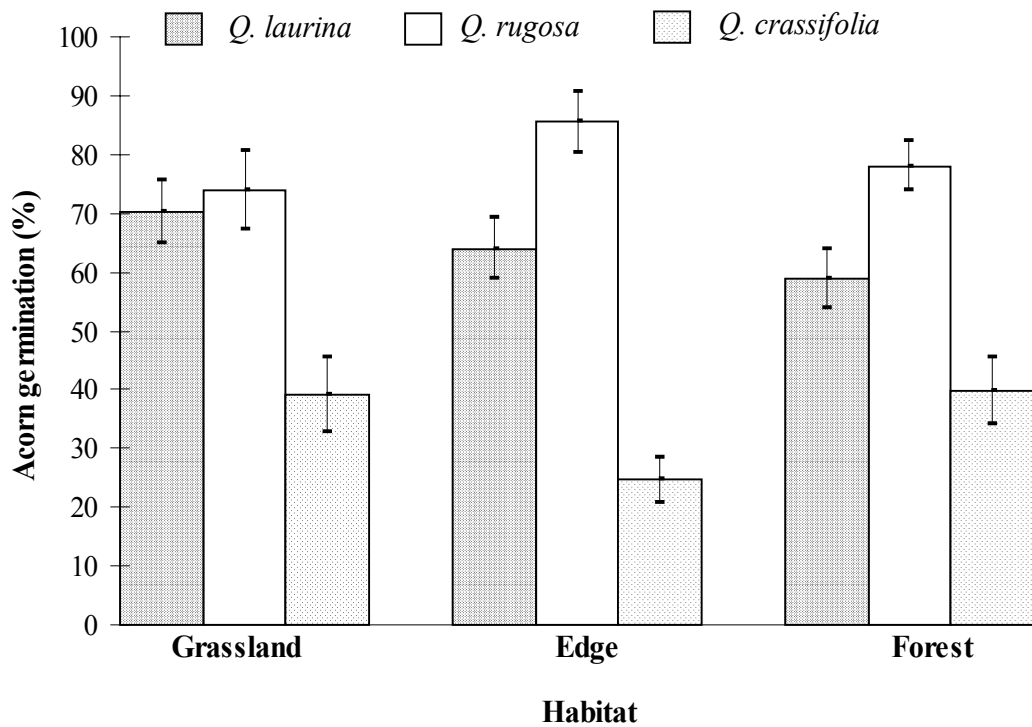 Q. laurina Q. rugosa Q. crassifolia
100
90
80
70
60
50
40
30
20
10
0
Acorn germination (%)
Grassland Edge Forest
Habitat